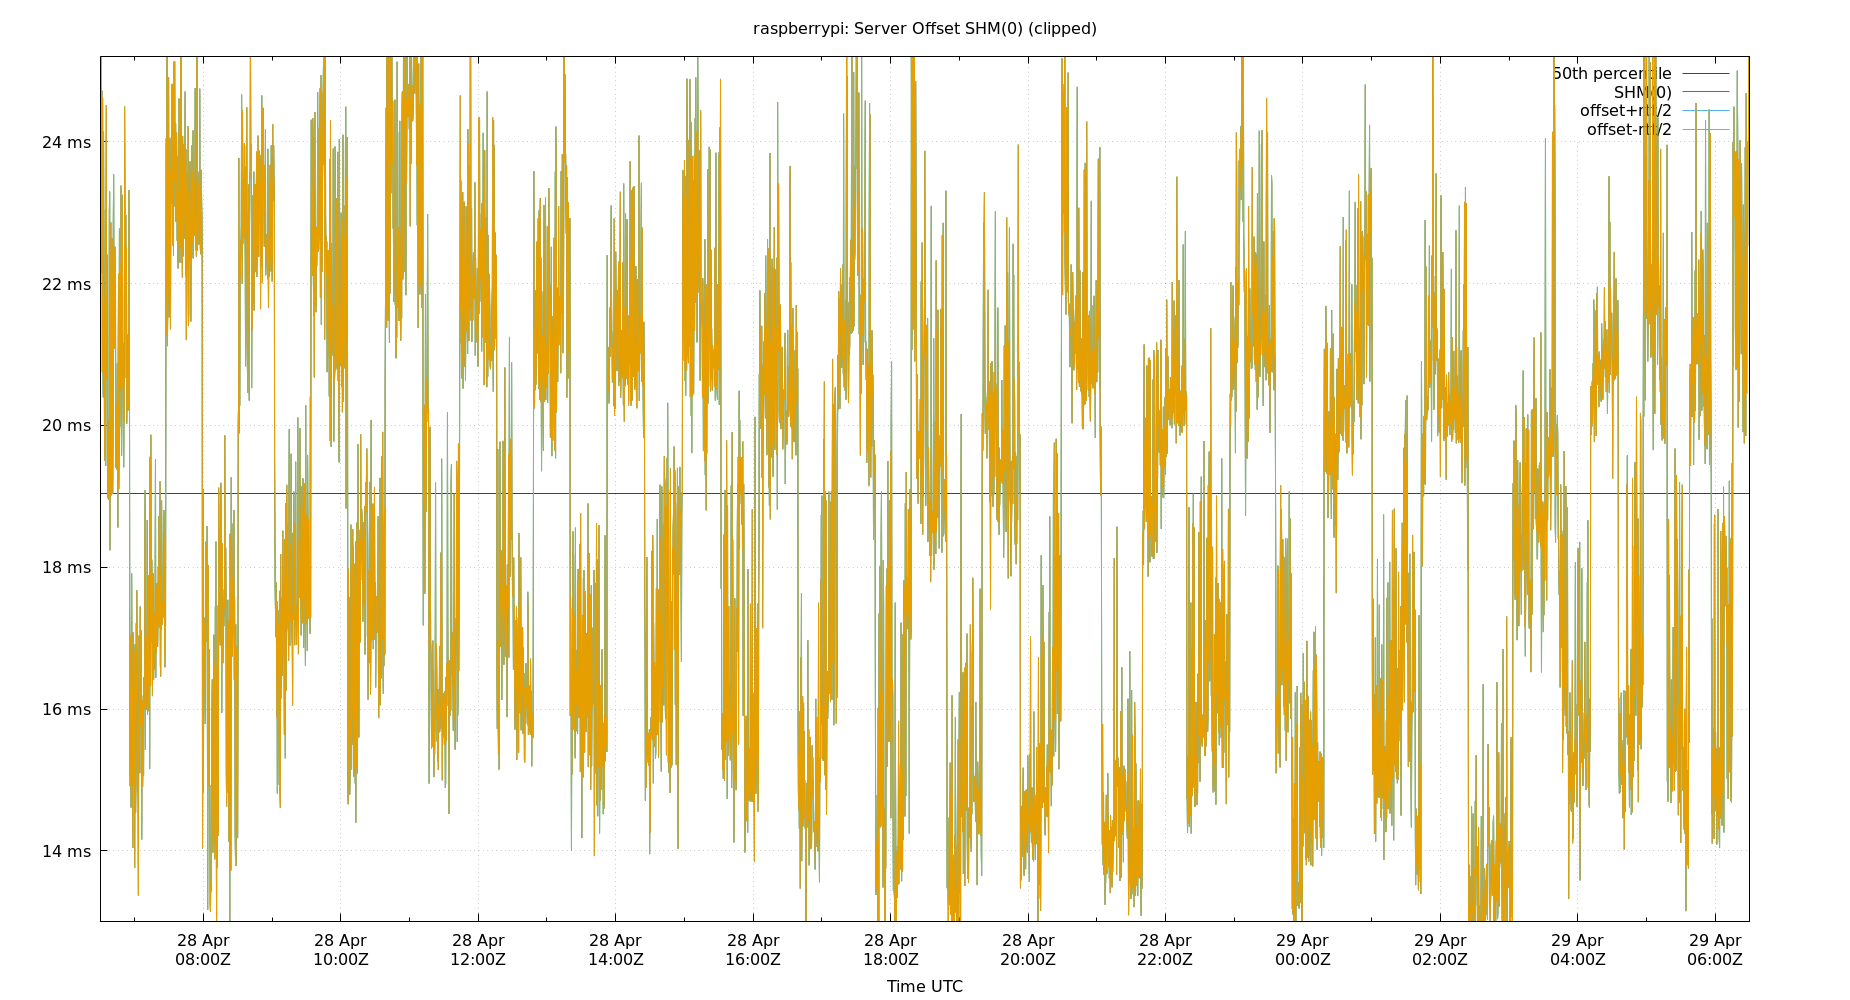 raspberrypi: Server Offset SHM(0) (clipped)
50th percentile
SHM(0)
offset+rtt/2
offset-rtt/2
24 ms
22 ms
20 ms
18 ms
16 ms
14 ms
28 Apr 28 Apr 28 Apr 28 Apr 28 Apr 28 Apr 28 Apr 28 Apr 29 Apr 29 Apr 29 Apr 29 Apr
08:00Z 10:00Z 12:00Z 14:00Z 16:00Z 18:00Z 20:00Z 22:00Z 00:00Z 02:00Z 04:00Z 06:00Z
Time UTC